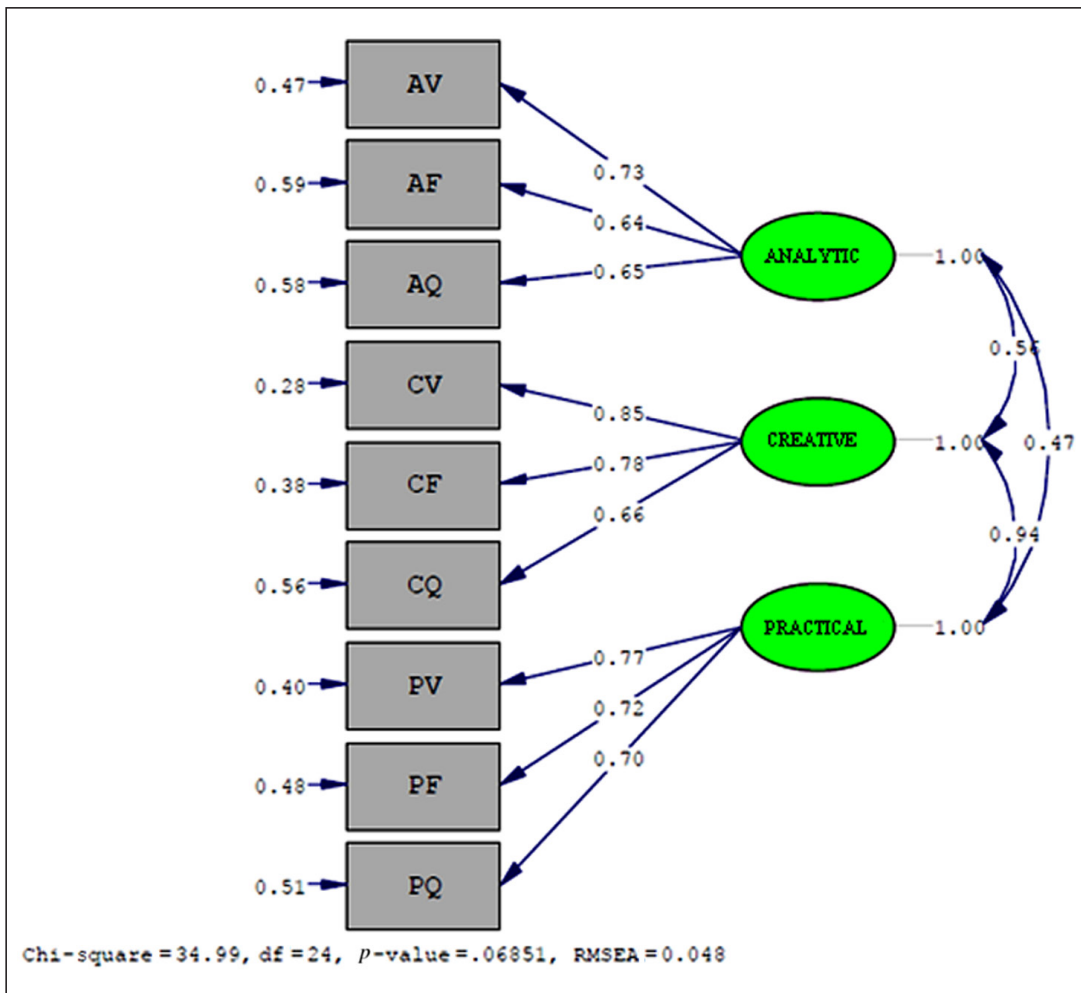 0.47 AV
0.73
0.59 AF
0.64
ANALYTIC 1.00
0.65
0.58 AQ
0.56
0.28 CV
0.85
CREATIVE 1.00 0.47
0.78
0.38 CF
0.66
0.94
0.56 CQ
PRACTICAL 1.00
0.77
0.40 PV
0.72
0.70
0.48 PF
0.51 PQ
Chi-square=34.99, df=24, p-value=.06851, RMSEA=0.048